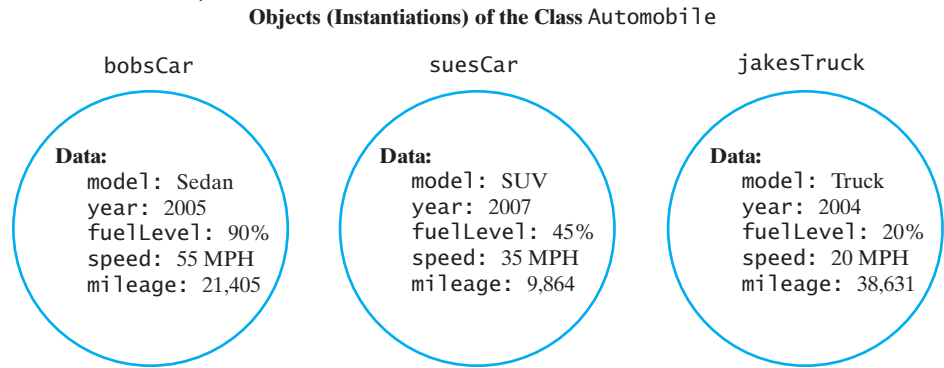 Objects (Instantiations) of the Class Automobile
bobsCar
suesCar
jakesTruck
Data:
model: Sedan
year: 2005
fuelLevel: 90%
speed: 55 MPH
mileage: 21,405
Data:
model: SUV
year: 2007
fuelLevel: 45%
speed: 35 MPH
mileage: 9,864
Data:
model: Truck
year: 2004
fuelLevel: 20%
speed: 20 MPH
mileage: 38,631